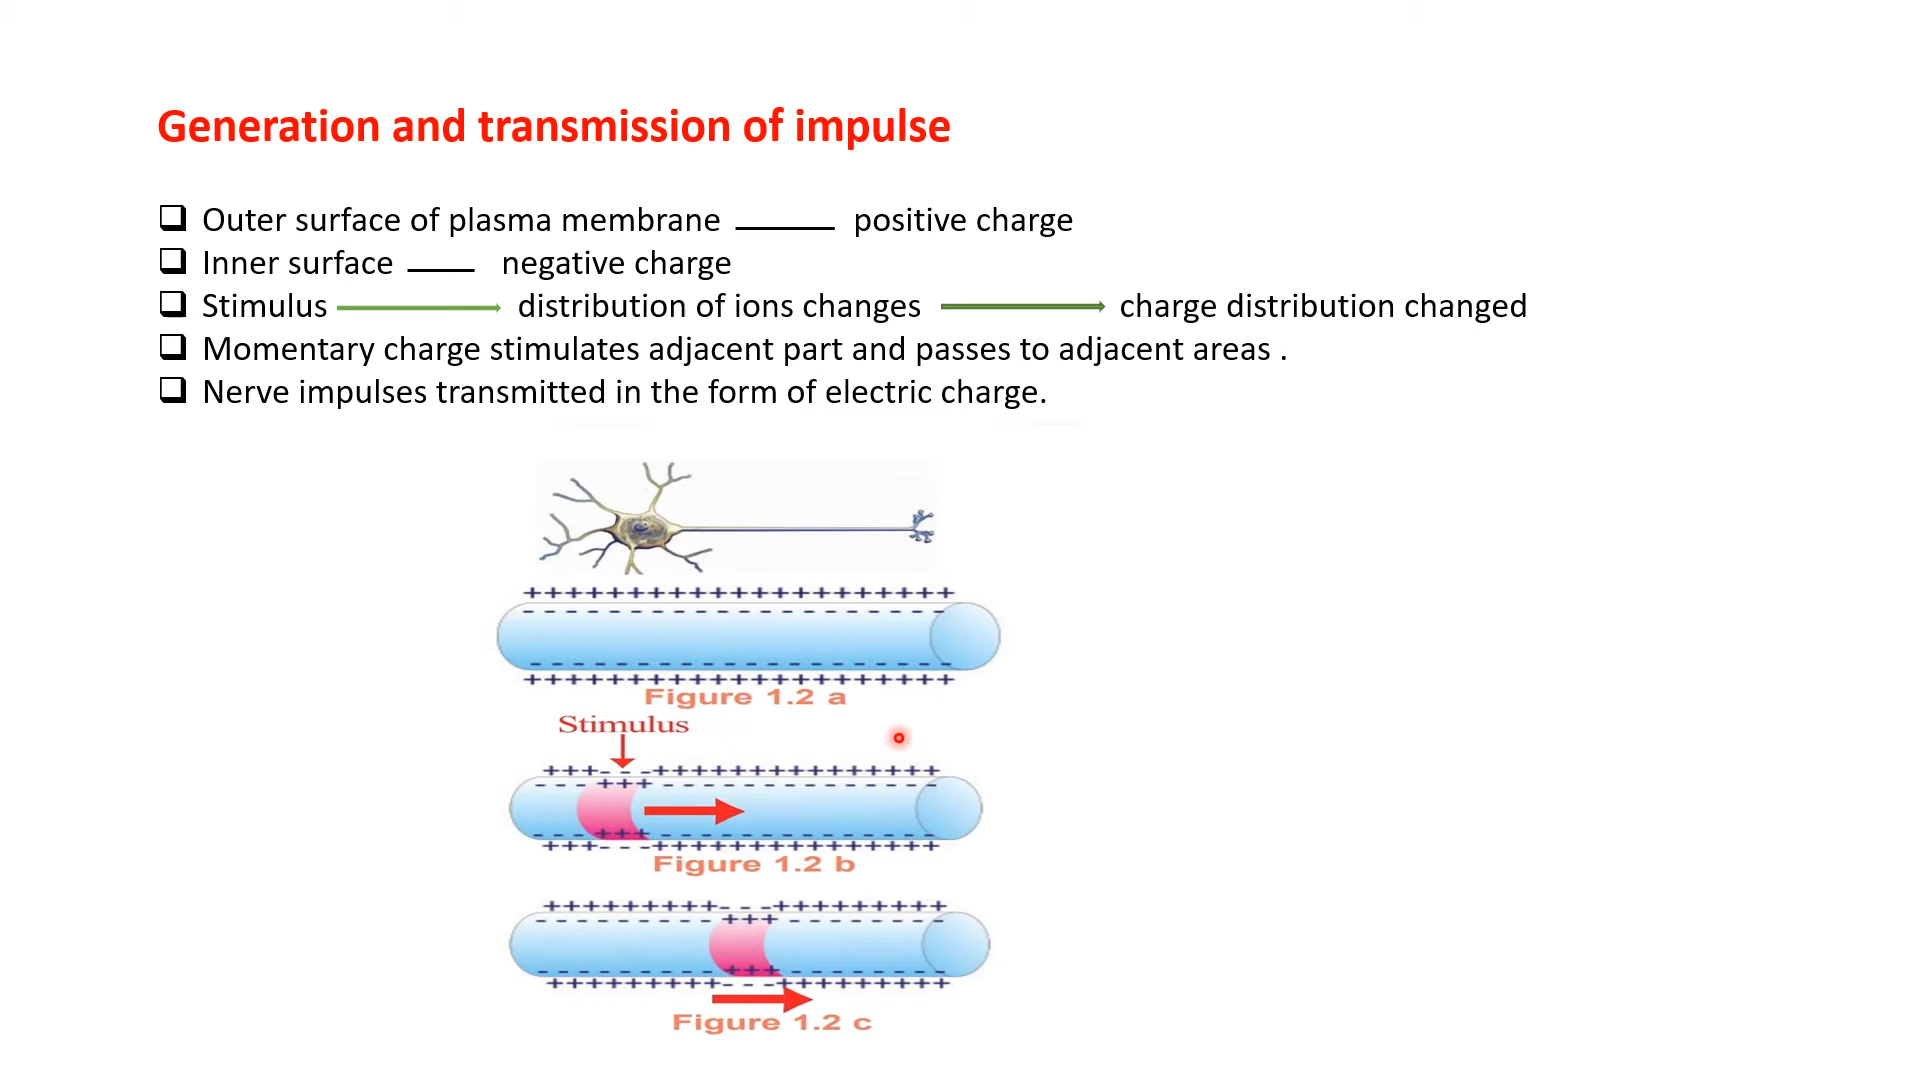 Generation and transmission of impulse
Outer surface of plasma membrane positive charge
Inner surface negative charge
Stimulus distribution of ions changes charge distribution changed
Momentary charge stimulates adjacent part and passes to adjacent areas .
Nerve impulses transmitted in the form of electric charge.
+++++++++++++++++++++
- - - - - - - - - - - - - - - - - - - - -
- - - - - - - - - - - - - - - - - - - - -
+++++++++++++++++++++
Figure 1.2 a
Stimulus
+++- - -++++++++++++++
- - - +++- - - - - - - - - - - - - -
- - - +++- - - - - - - - - - - - - -
+++- - -++++++++++++++
Figure 1.2 b
+++++++++- - -+++++++++
- - - - - - - - - +++ - - - - - - - - -
- - - - - - - - - +++ - - - - - - - - -
+++++++++- - -+++++++++
Figure 1.2 c